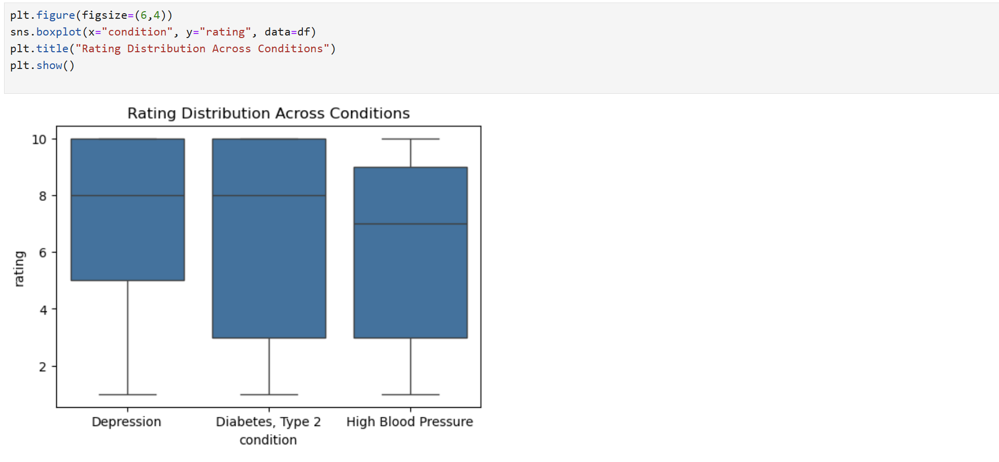 plt.figure(figsize=(6,4))
sns.boxplot(x="condition", y="rating", data=df)
plt.title("Rating Distribution Across Conditions")
plt.show()
Rating Distribution Across Conditions
10
8
6
4
2
rating
Depression
Diabetes, Type 2
High Blood Pressure
condition